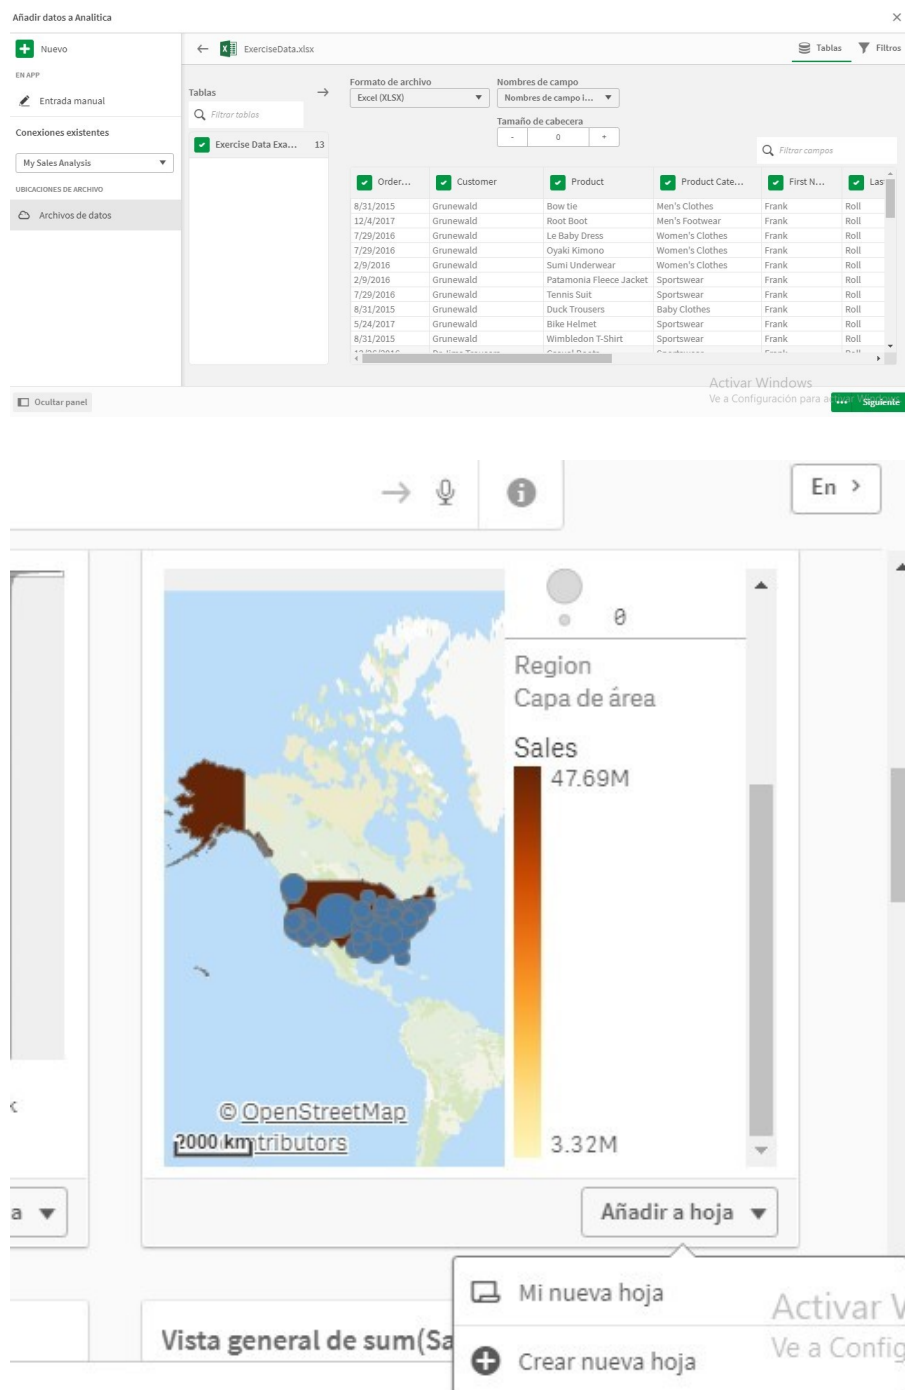 Añadir datos a Analitica
Nuevo
EN APP
Entrada manual
Conexiones existentes
My Sales Analysis
UBICACIONES DE ARCHIVO
Archivos de datos
Ocultar panel
ExerciseData.xlsx
Tablas Filtros
Tablas
Filtrar tablas
Exercise Data Exa... 13
Formato de archivo Nombres de campo
Excel (XLSX) Nombres de campo i...
Tamaño de cabecera
- 0 +
Filtrar campos
Order... Customer Product Product Cate... First N... Las
8/31/2015 Grunewald Bow tie Men's Clothes Frank Roll
12/4/2017 Grunewald Root Boot Men's Footwear Frank Roll
7/29/2016 Grunewald Le Baby Dress Women's Clothes Frank Roll
7/29/2016 Grunewald Oyaki Kimono Women's Clothes Frank Roll
2/9/2016 Grunewald Sumi Underwear Women's Clothes Frank Roll
2/9/2016 Grunewald Patamonia Fleece Jacket Sportswear Frank Roll
7/29/2016 Grunewald Tennis Suit Sportswear Frank Roll
8/31/2015 Grunewald Duck Trousers Baby Clothes Frank Roll
5/24/2017 Grunewald Bike Helmet Sportswear Frank Roll
8/31/2015 Grunewald Wimbledon T-Shirt Sportswear Frank Roll
Activar Windows
Ve a Configuración para activar Windows.
Siguiente
En >
0
Region
Capa de área
Sales
47.69M
3.32M
© OpenStreetMap
contributors
2000 km
a
Añadir a hoja
Mi nueva hoja
Crear nueva hoja
Vista general de sum(Sa
Activar
Ve a Config